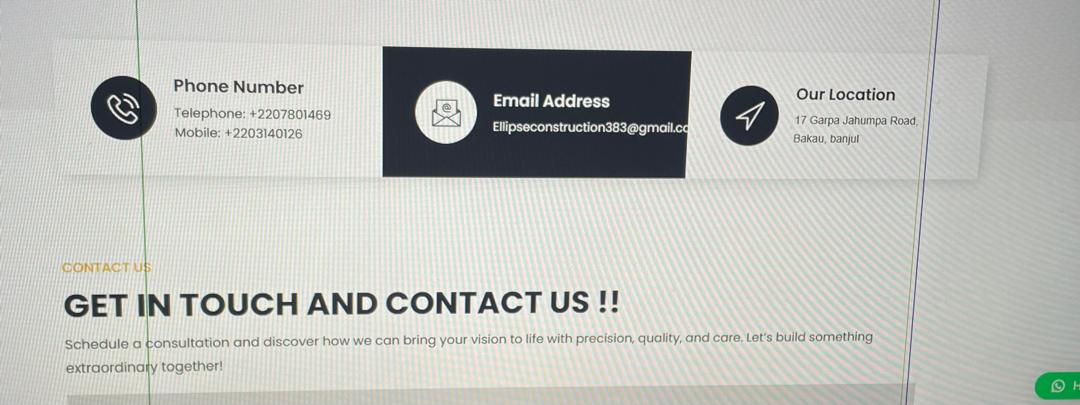 Phone Number
Telephone: +2207801469
Mobile: +2203140126
Email Address
Ellipseconstruction383@gmail.cc
Our Location
17 Garpa Jahumpa Road,
Bakau, banjul
CONTACT US
GET IN TOUCH AND CONTACT US !!
Schedule a consultation and discover how we can bring your vision to life with precision, quality, and care. Let's build something
extraordinary together!